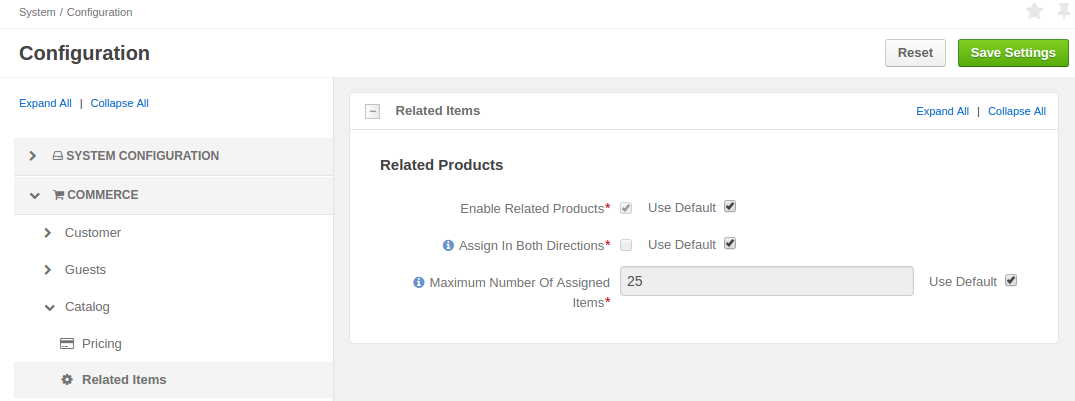 System / Configuration
Configuration
Reset
Save Settings
Expand All | Collapse All
SYSTEM CONFIGURATION
COMMERCE
Customer
Guests
Catalog
Pricing
Related Items
Related Items
Expand All | Collapse All
Related Products
Enable Related Products* Use Default
Assign In Both Directions* Use Default
Maximum Number Of Assigned
Items*
25
Use Default